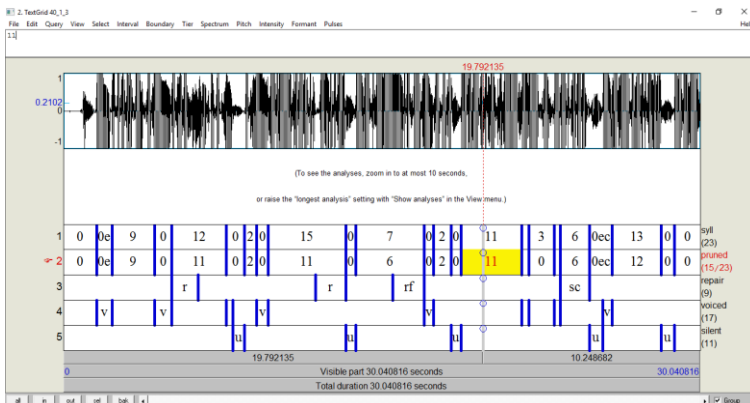 2. TextGrid 40_1_3
File Edit Query View Select Interval Boundary Tier Spectrum Pitch Intensity Formant Pulses Hel
11
19.792135
1
0.2102
0
-1
(To see the analyses, zoom in to at most 10 seconds,
or raise the "longest analysis" setting with "Show analyses" in the View menu.)
1 0 0e 9 0 12 0 2 0 15 0 7 0 2 0 11 3 6 0ec 13 0 0 syll (23)
2 0 0e 9 0 11 0 2 0 11 0 6 0 2 0 11 0 6 0ec 12 0 0 pruned (15/23)
3 r r rf sc repair (9)
4 v v v v v voiced (17)
5 u u u u u silent (11)
19.792135 10.248682
0 Visible part 30.040816 seconds 30.040816
Total duration 30.040816 seconds
all in out sel bak Group